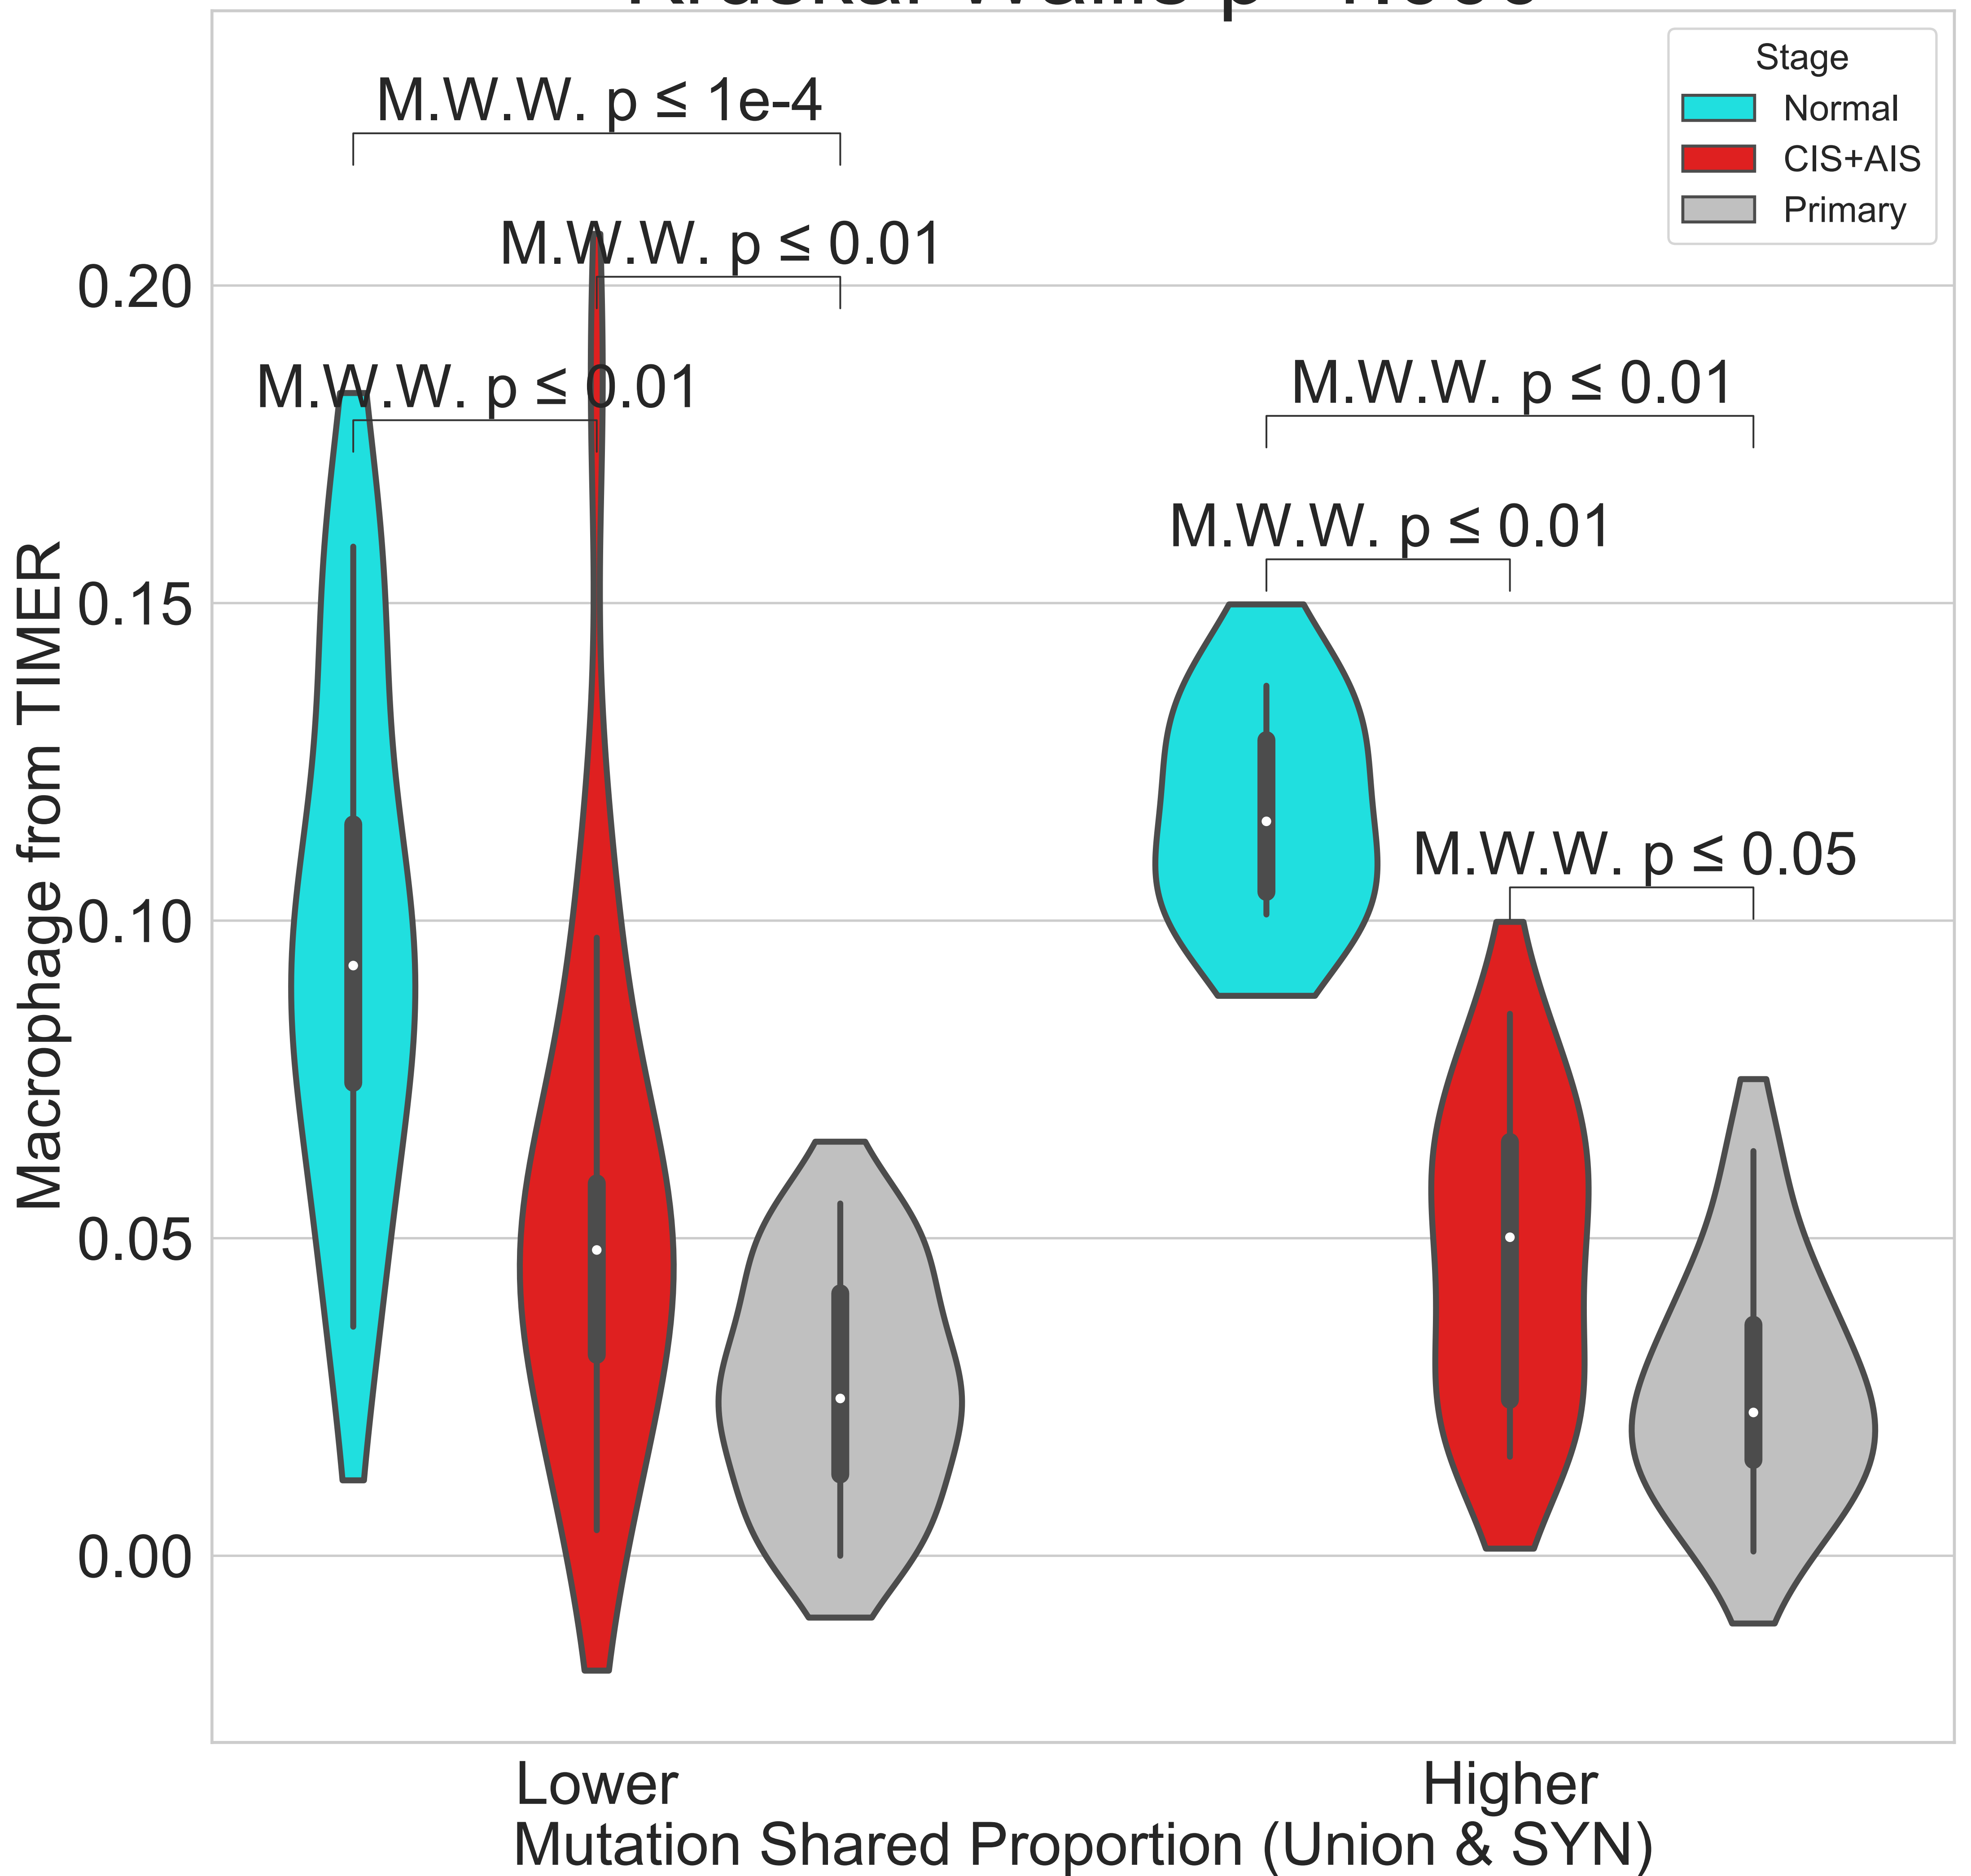 Stage
Normal
CIS+AIS
Primary
M.W.W. p ≤ 1e-4
M.W.W. p ≤ 0.01
M.W.W. p ≤ 0.01
M.W.W. p ≤ 0.01
M.W.W. p ≤ 0.01
M.W.W. p ≤ 0.05
Macrophage from TIMER
0.20
0.15
0.10
0.05
0.00
Lower
Higher
Mutation Shared Proportion (Union & SYN)